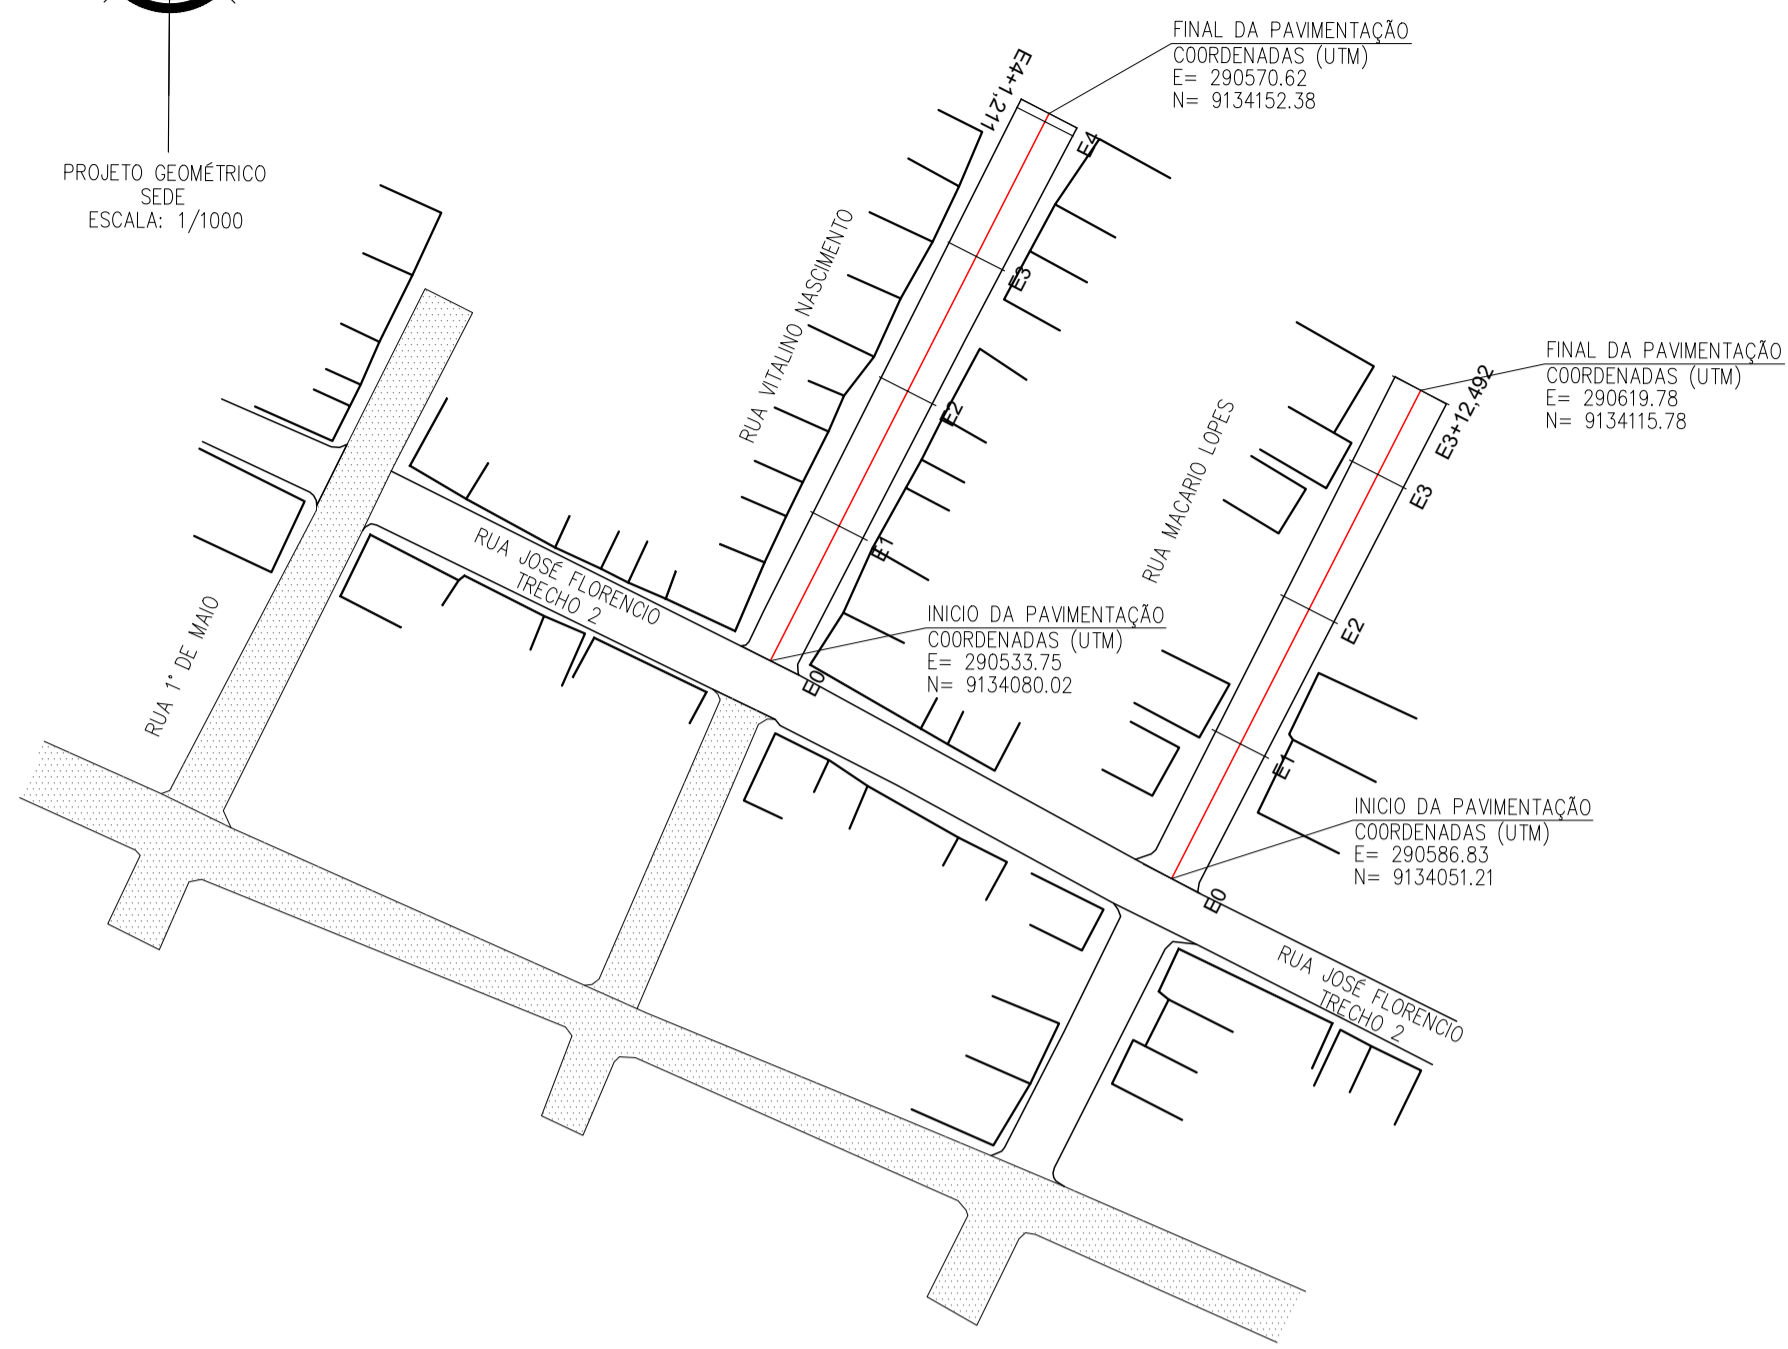 FINAL DA PAVIMENTAÇÃO
COORDENADAS (UTM)
E= 290570.62
N= 9134152.38
E4+1,211
E4
PROJETO GEOMÉTRICO
SEDE
ESCALA: 1/1000
RUA VITALINO NASCIMENTO
E3
E2
E1
E0
FINAL DA PAVIMENTAÇÃO
COORDENADAS (UTM)
E= 290619.78
N= 9134115.78
E3+12,492
RUA MACARIO LOPES
E3
E2
E1
E0
RUA JOSÉ FLORENCIO
TRECHO 2
INICIO DA PAVIMENTAÇÃO
COORDENADAS (UTM)
E= 290533.75
N= 9134080.02
RUA 1° DE MAIO
INICIO DA PAVIMENTAÇÃO
COORDENADAS (UTM)
E= 290586.83
N= 9134051.21
RUA JOSÉ FLORENCIO
TRECHO 2